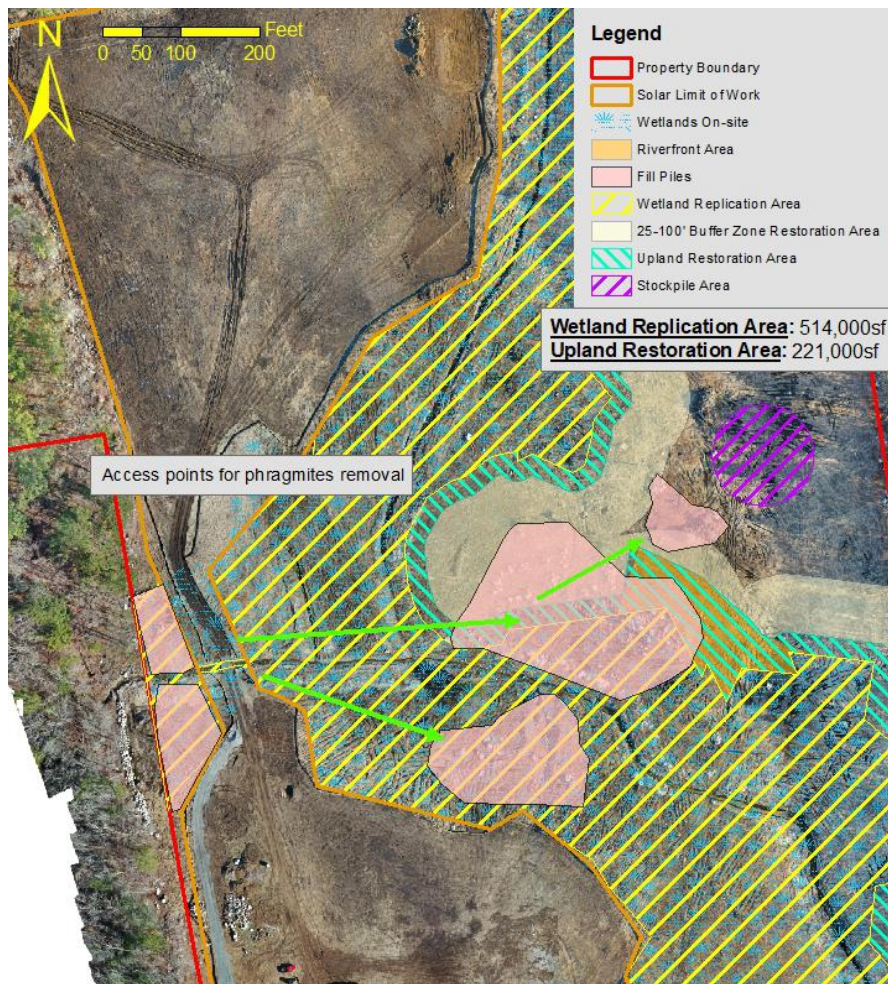 N
Feet
0 50 100 200
Legend
Property Boundary
Solar Limit of Work
Wetlands On-site
Riverfront Area
Fill Piles
Wetland Replication Area
25-100' Buffer Zone Restoration Area
Upland Restoration Area
Stockpile Area
Wetland Replication Area: 514,000sf
Upland Restoration Area: 221,000sf
Access points for phragmites removal